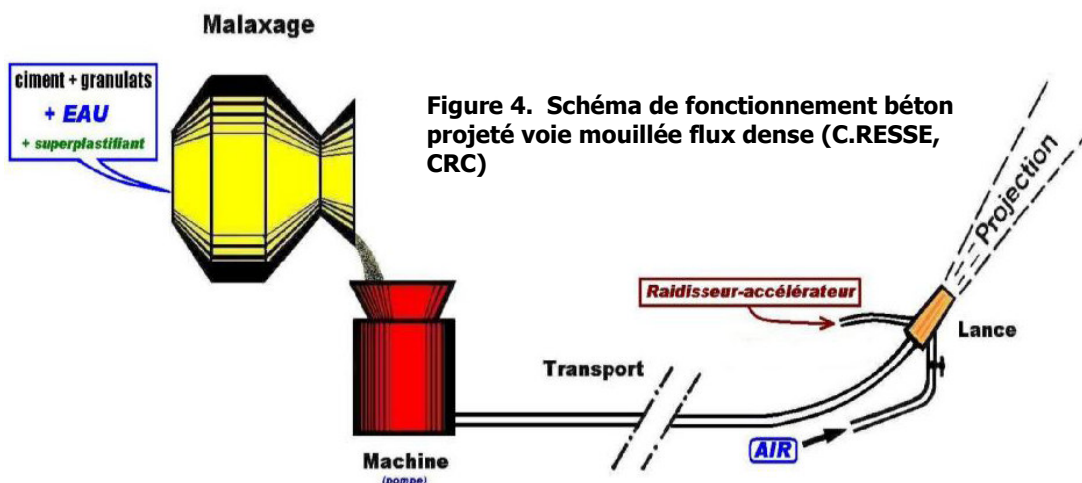 Malaxage
ciment + granulats
+ EAU
+ superplastifiant
Figure 4. Schéma de fonctionnement béton
projeté voie mouillée flux dense (C.RESSE,
CRC)
Projection
Raidisseur-accélérateur
Lance
Transport
AIR
Machine
(pompe)